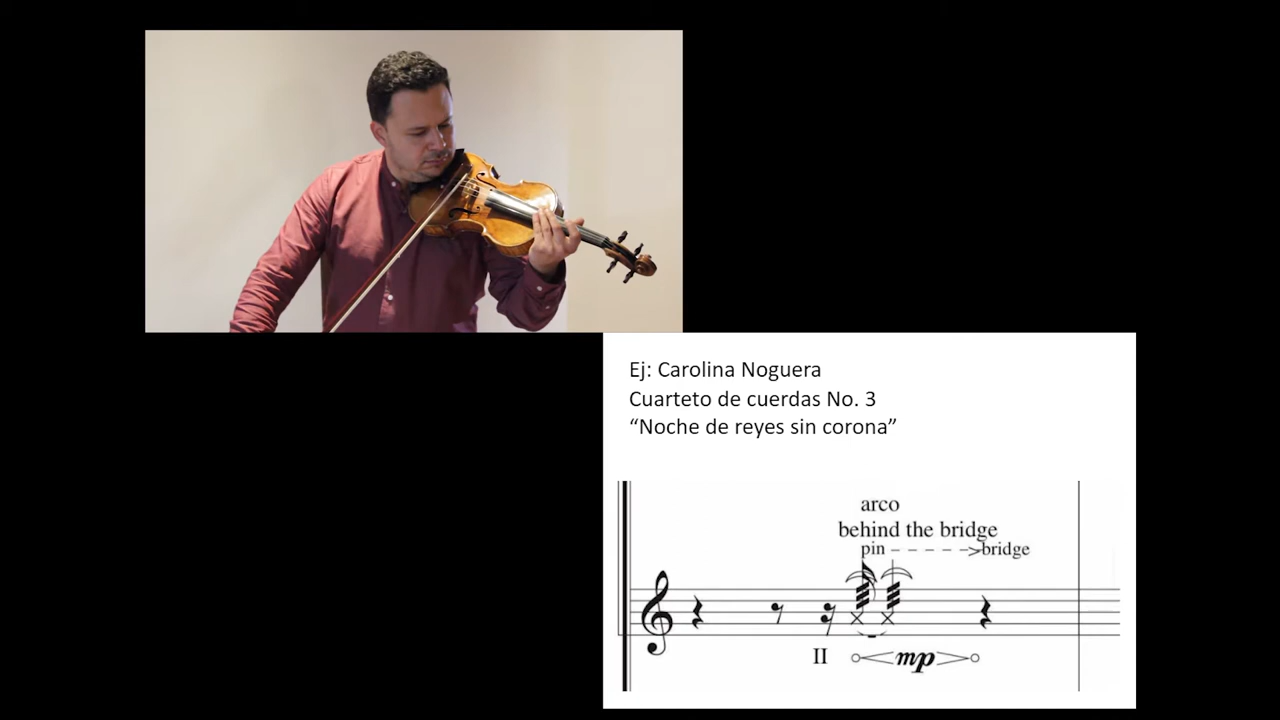 Ej: Carolina Noguera
Cuarteto de cuerdas No. 3
“Noche de reyes sin corona”
arco
behind the bridge
pin - - - - - ->bridge
II
mp